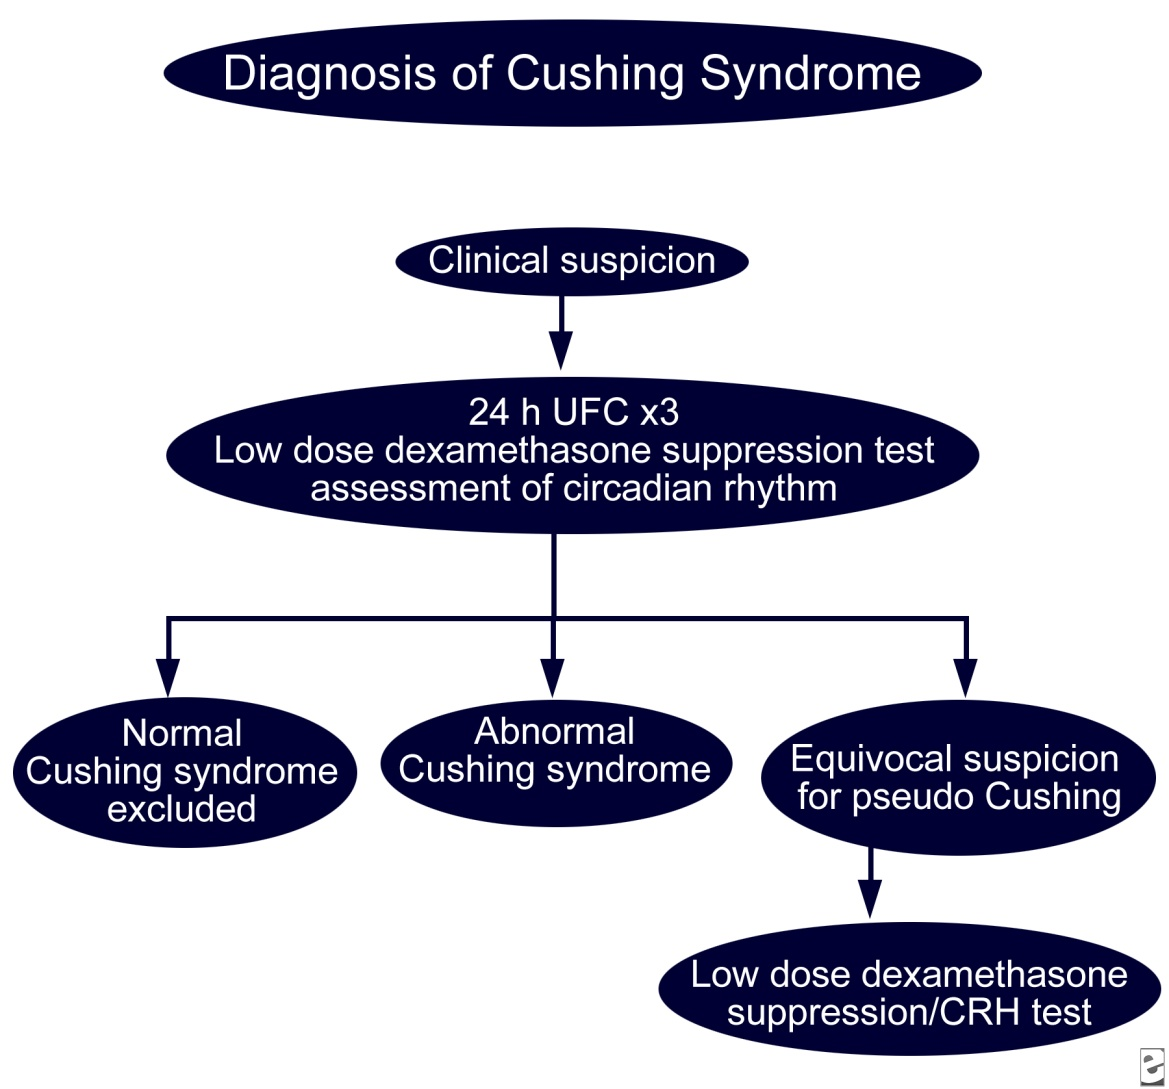 Diagnosis of Cushing Syndrome
Clinical suspicion
24 h UFC x3
Low dose dexamethasone suppression test
assessment of circadian rhythm
Normal
Cushing syndrome
excluded
Abnormal
Cushing syndrome
Equivocal suspicion
for pseudo Cushing
Low dose dexamethasone
suppression/CRH test
e